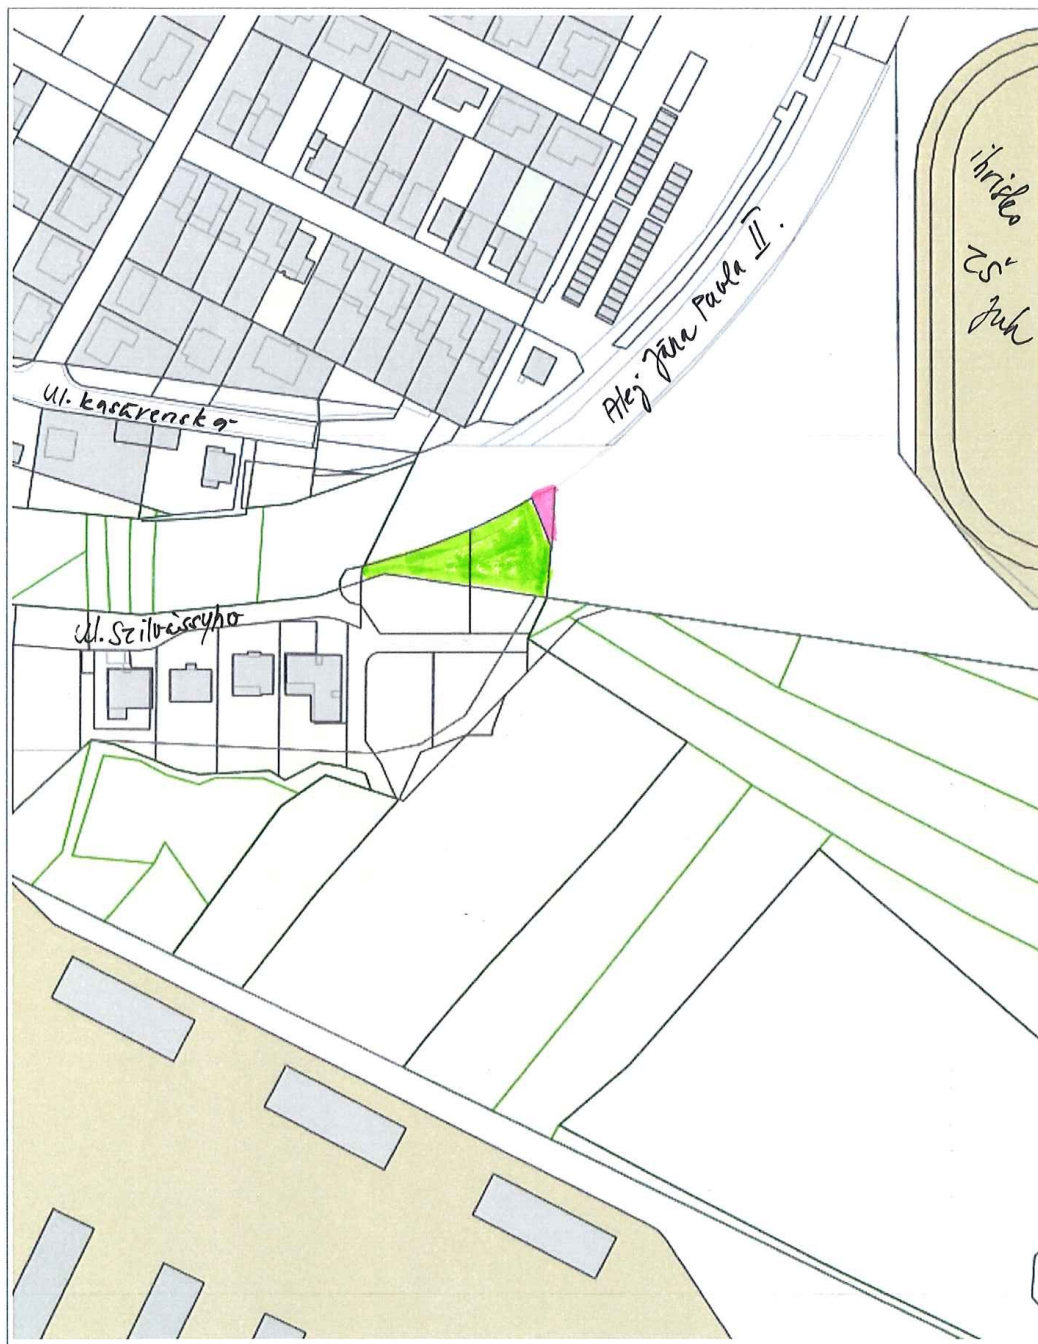 ihrisko
ZŠ
Juh
Alej Jána Pavla II.
Ul. Kasárenská
Ul. Szilvássyho